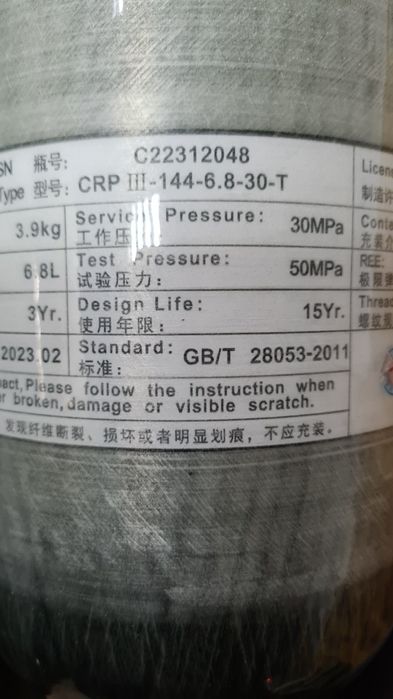 SN 瓶号: C22312048
Type 型号: CRP III-144-6.8-30-T
3.9kg Service Pressure: 30MPa
工作压
6.8L Test Pressure: 50MPa
试验压力:
3Yr. Design Life: 15Yr.
使用年限:
2023.02 Standard: GB/T 28053-2011
标准:
Please follow the instruction when
broken, damage or visible scratch.
发现纤维断裂、损坏或者明显划痕，不应充装。
Licen
制造许
Conta
充装介
REE:
极限弹
Threa
螺纹规